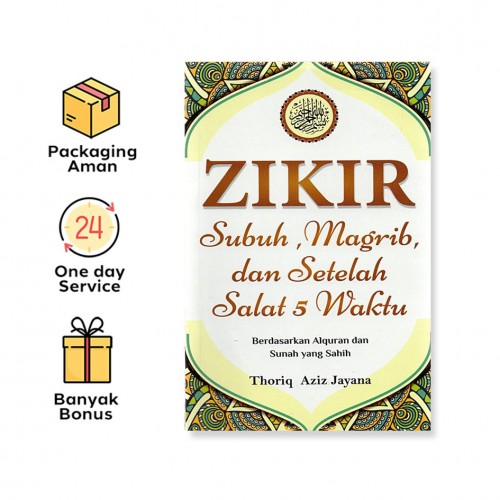 Packaging
Aman
24
One day
Service
Banyak
Bonus
ZIKIR
Subuh , Magrib,
dan Setelah
Salat 5 Waktu
Berdasarkan Alquran dan
Sunah yang Sahih
Thoriq Aziz Jayana